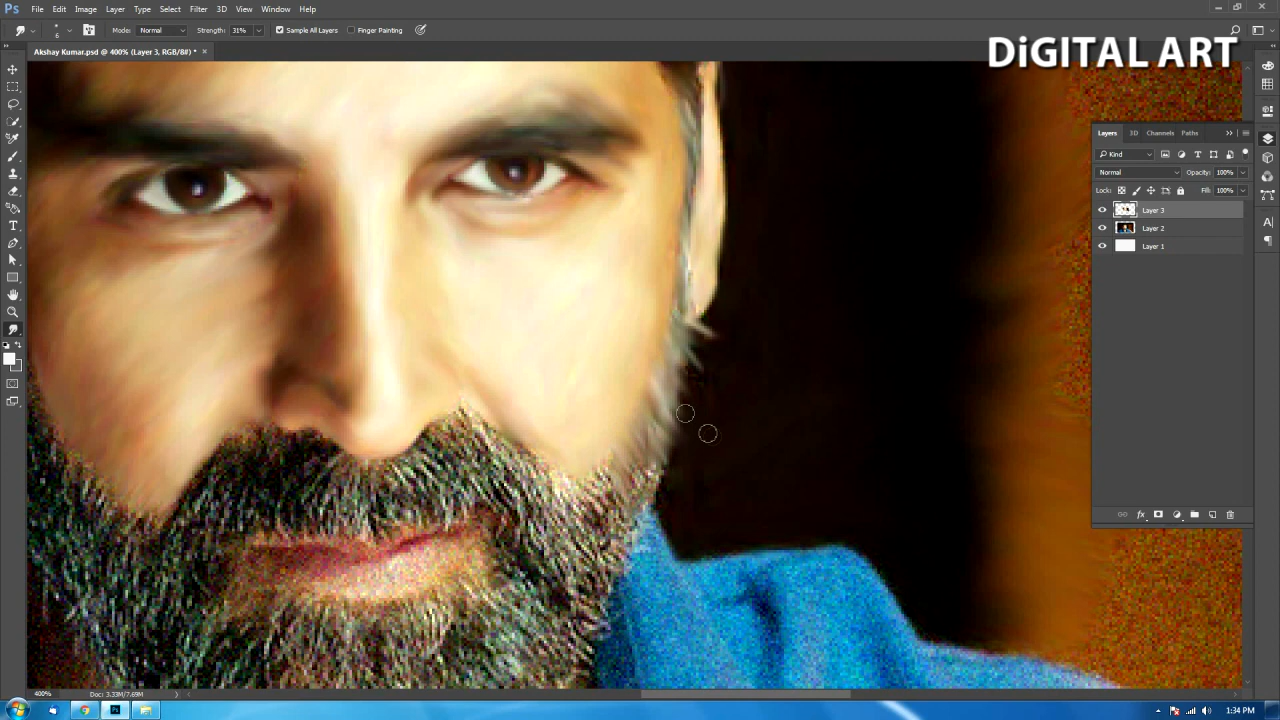 Ps File Edit Image Layer Type Select Filter 3D View Window Help
6 Mode: Normal Strength: 31% Sample All Layers Finger Painting
Akshay Kumar.psd @ 400% (Layer 3, RGB/8#) * ×
DiGITAL ART
Layers 3D Channels Paths
Kind
Normal Opacity: 100%
Lock: Fill: 100%
Layer 3
Layer 2
Layer 1
fx
400% Doc: 3.33M/7.69M
Ps
1:34 PM